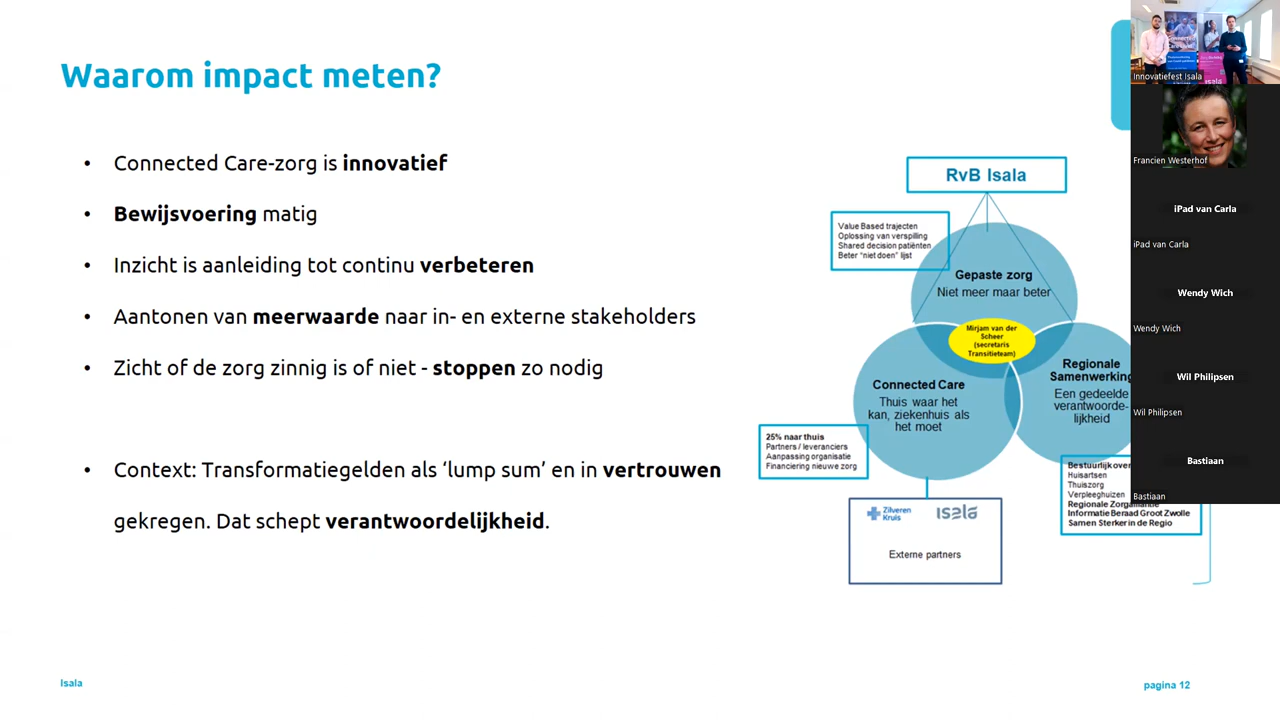 Waarom impact meten?
• Connected Care-zorg is innovatief
• Bewijsvoering matig
• Inzicht is aanleiding tot continu verbeteren
• Aantonen van meerwaarde naar in- en externe stakeholders
• Zicht of de zorg zinnig is of niet - stoppen zo nodig
• Context: Transformatiegelden als ‘lump sum’ en in vertrouwen
gekregen. Dat schept verantwoordelijkheid.
RvB Isala
Value Based trajecten
Oplossing van verspilling
Shared decision patiënten
Beter “niet doen” lijst
Gepaste zorg
Niet meer maar beter
Mirjam van der
Scheer
(secretaris
Transitieteam)
Connected Care
Thuis waar het
kan, ziekenhuis als
het moet
Regionale
Samenwerking
Een gedeelde
verantwoorde-
lijkheid
25% naar thuis
Partners / leveranciers
Aanpassing organisatie
Financiering nieuwe zorg
Huisartsen
Thuiszorg
Verpleeghuizen
Regionale
Informatie Beraad Groot Zwolle
Samen Sterker in de Regio
Zilveren
Kruis
isala
Externe partners
Isala
pagina 12
Innovatiefest Isala
Francien Westerhof
iPad van Carla
iPad van Carla
Wendy Wich
Wendy Wich
Wil Philipsen
Wil Philipsen
Bastiaan
Bastiaan